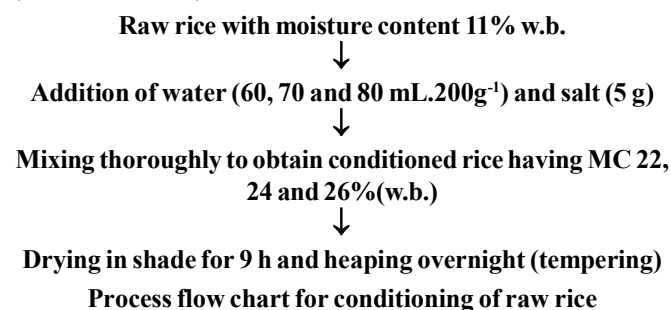 Raw rice with moisture content 11% w.b.
↓
Addition of water (60, 70 and 80 mL.200g⁻¹) and salt (5 g)
↓
Mixing thoroughly to obtain conditioned rice having MC 22,
24 and 26%(w.b.)
↓
Drying in shade for 9 h and heaping overnight (tempering)
Process flow chart for conditioning of raw rice